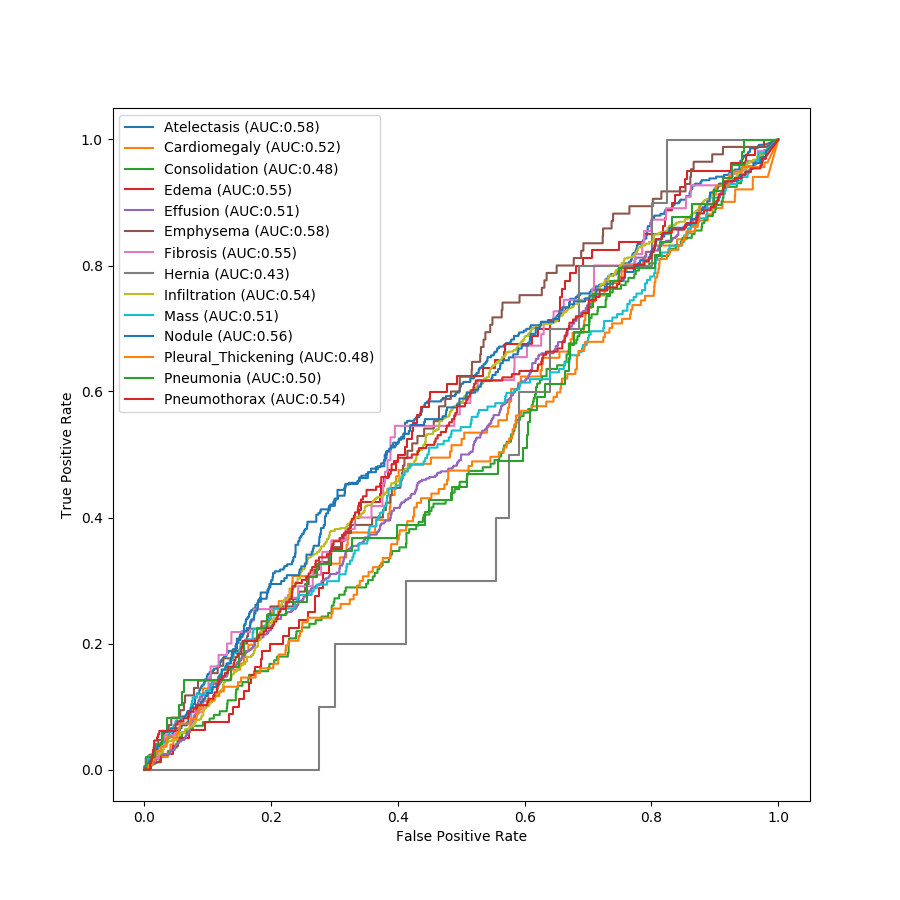 Atelectasis (AUC:0.58)
Cardiomegaly (AUC:0.52)
Consolidation (AUC:0.48)
Edema (AUC:0.55)
Effusion (AUC:0.51)
Emphysema (AUC:0.58)
Fibrosis (AUC:0.55)
Hernia (AUC:0.43)
Infiltration (AUC:0.54)
Mass (AUC:0.51)
Nodule (AUC:0.56)
Pleural_Thickening (AUC:0.48)
Pneumonia (AUC:0.50)
Pneumothorax (AUC:0.54)
1.0
0.8
0.6
0.4
0.2
0.0
True Positive Rate
0.0 0.2 0.4 0.6 0.8 1.0
False Positive Rate